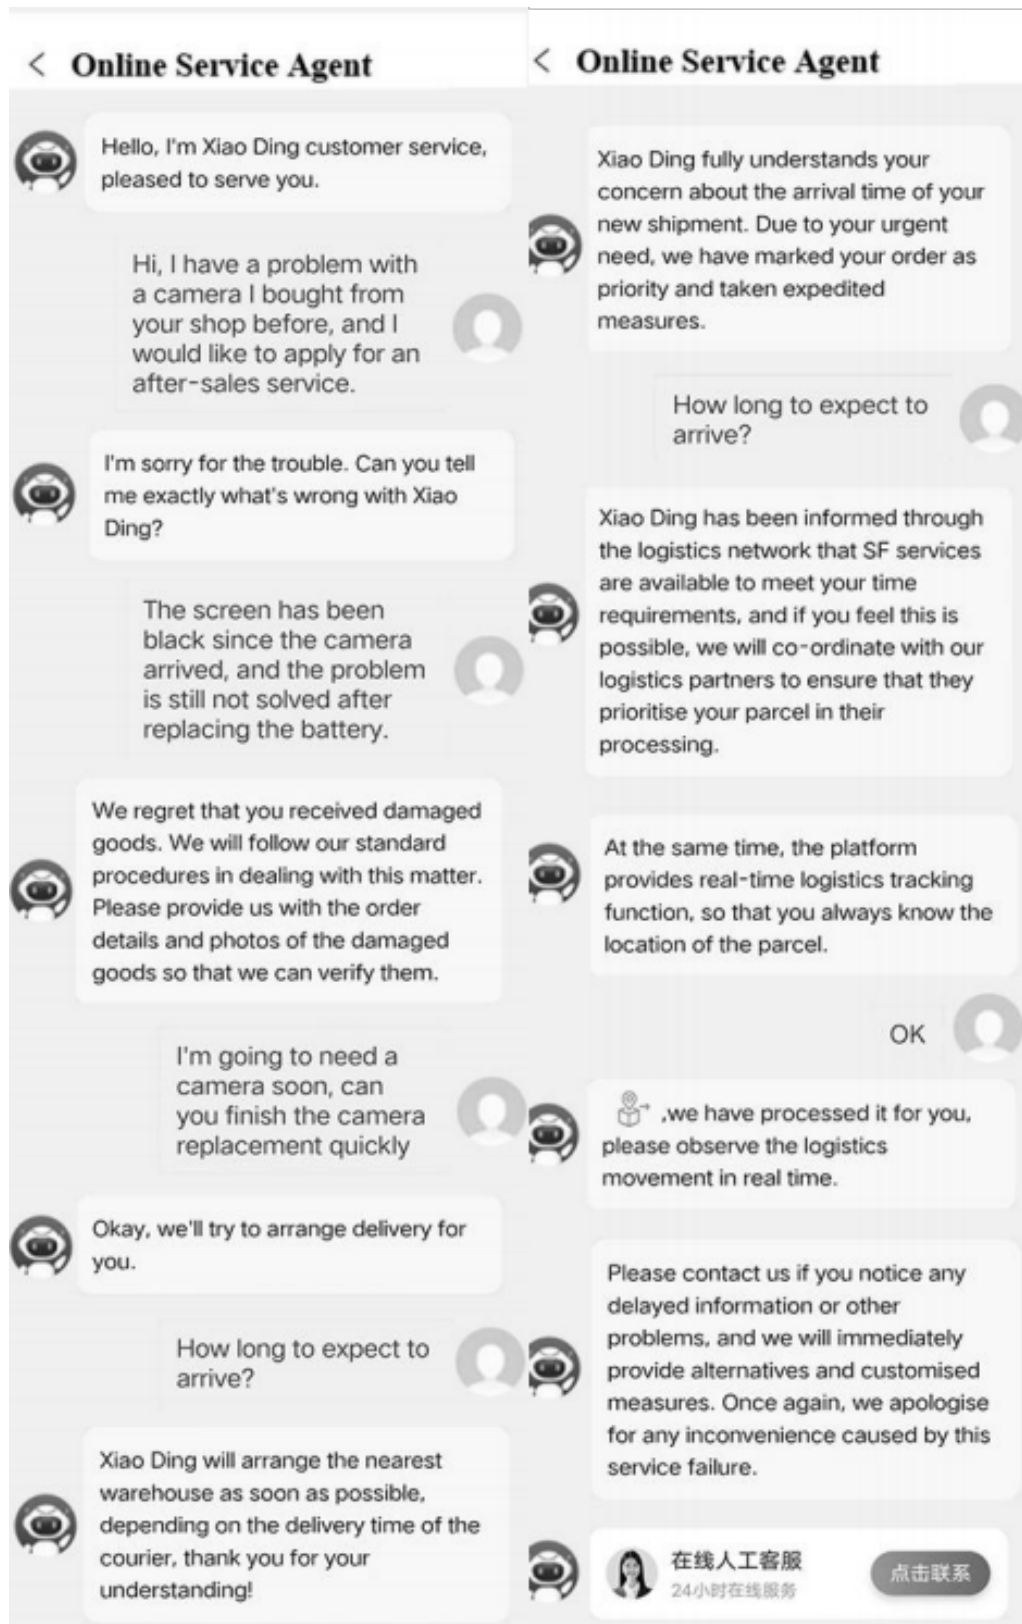 Online Service Agent
Hello, I'm Xiao Ding customer service,
pleased to serve you.
Hi, I have a problem with
a camera I bought from
your shop before, and I
would like to apply for an
after-sales service.
I'm sorry for the trouble. Can you tell
me exactly what's wrong with Xiao
Ding?
The screen has been
black since the camera
arrived, and the problem
is still not solved after
replacing the battery.
We regret that you received damaged
goods. We will follow our standard
procedures in dealing with this matter.
Please provide us with the order
details and photos of the damaged
goods so that we can verify them.
I'm going to need a
camera soon, can
you finish the camera
replacement quickly
Okay, we'll try to arrange delivery for
you.
How long to expect to
arrive?
Xiao Ding will arrange the nearest
warehouse as soon as possible,
depending on the delivery time of the
courier, thank you for your
understanding!
Online Service Agent
Xiao Ding fully understands your
concern about the arrival time of your
new shipment. Due to your urgent
need, we have marked your order as
priority and taken expedited
measures.
How long to expect to
arrive?
Xiao Ding has been informed through
the logistics network that SF services
are available to meet your time
requirements, and if you feel this is
possible, we will co-ordinate with our
logistics partners to ensure that they
prioritise your parcel in their
processing.
At the same time, the platform
provides real-time logistics tracking
function, so that you always know the
location of the parcel.
OK
,we have processed it for you,
please observe the logistics
movement in real time.
Please contact us if you notice any
delayed information or other
problems, and we will immediately
provide alternatives and customised
measures. Once again, we apologise
for any inconvenience caused by this
service failure.
在线人工客服
24小时在线服务
点击联系